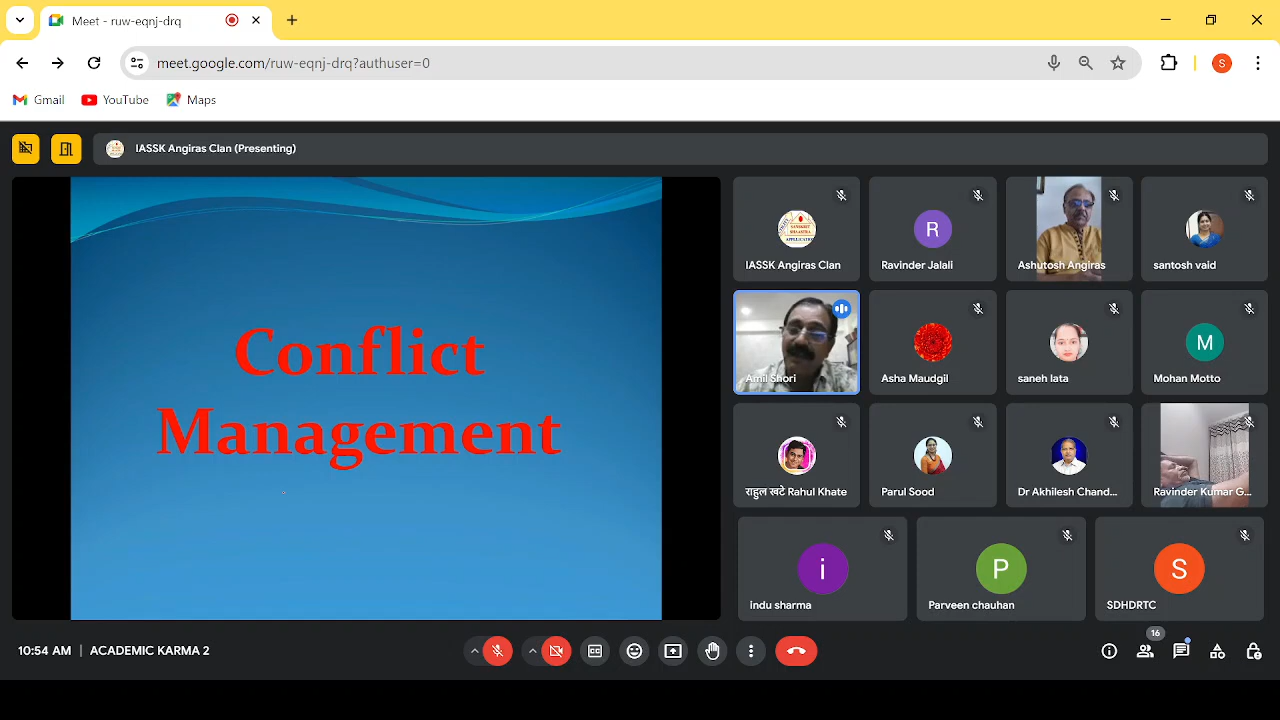 Meet - ruw-eqnj-drq
meet.google.com/ruw-eqnj-drq?authuser=0
S
Gmail
YouTube
Maps
IASSK Angiras Clan (Presenting)
Conflict
Management
IASSK Angiras Clan
R
Ravinder Jalali
Ashutosh Angiras
santosh vaid
Amil Shori
Asha Maudgil
saneh lata
M
Mohan Motto
राहुल खटे Rahul Khate
Parul Sood
Dr Akhilesh Chand...
Ravinder Kumar G...
i
Indu sharma
P
Parveen chauhan
S
SDHDRTC
10:54 AM | ACADEMIC KARMA 2
16